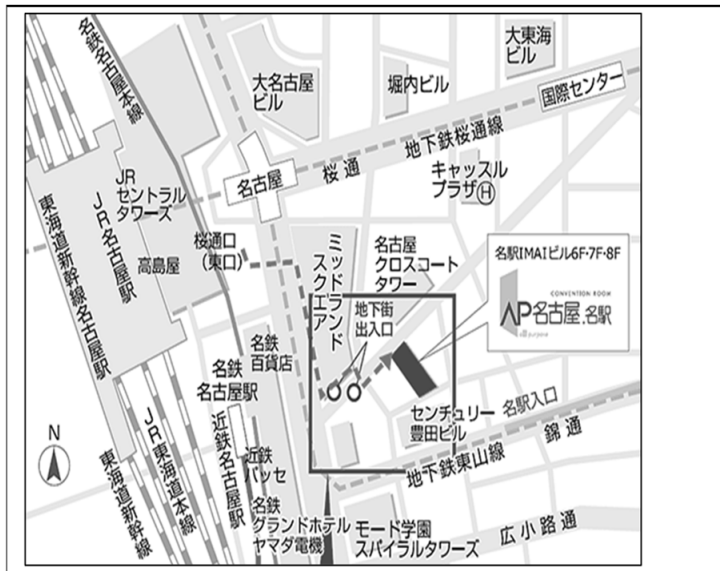 名鉄名古屋本線
大名古屋
ビル
堀内ビル
大東海
ビル
国際センター
地下鉄桜通線
桜通
名古屋
キャッスル
プラザⒽ
JR
セントラル
タワーズ
JR名古屋駅
東海道新幹線名古屋駅
高島屋
桜通口
(東口)
ミッドランド
スクエア
名古屋
クロスコート
タワー
名駅IMAIビル6F・7F・8F
CONVENTION ROOM
AP名古屋.名駅
地下街
出入口
名鉄
百貨店
名鉄
名古屋駅
センチュリー
豊田ビル
名駅入口
錦通
地下鉄東山線
N
近鉄名古屋駅
近鉄
パッセ
JR東海道本線
東海道新幹線
名鉄
グランドホテル
ヤマダ電機
モード学園
スパイラルタワーズ
広小路通